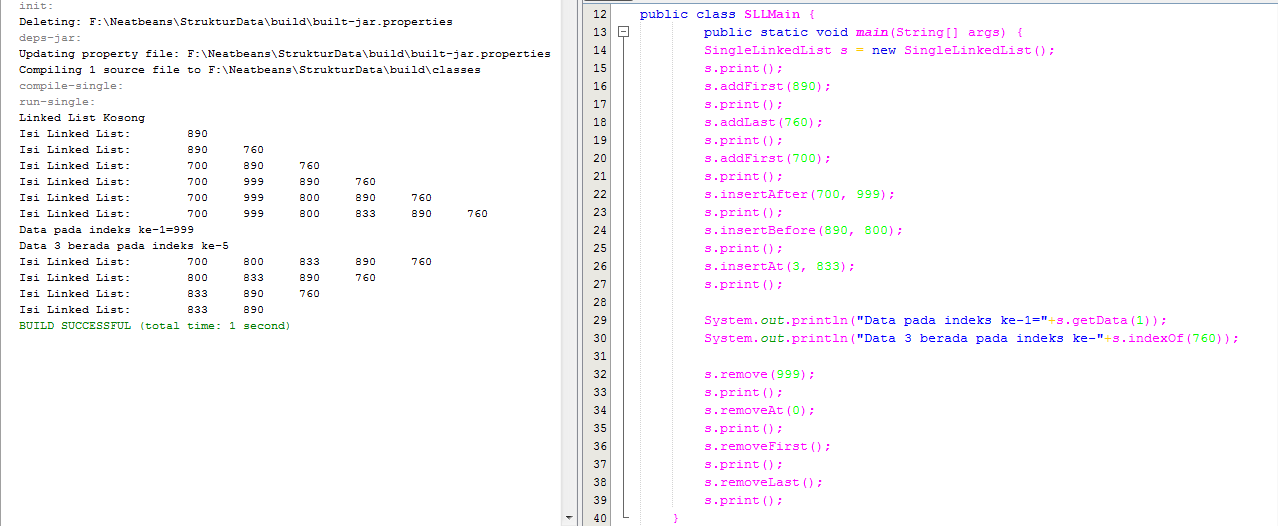 init:
Deleting: F:\Neatbeans\StrukturData\build\built-jar.properties
deps-jar:
Updating property file: F:\Neatbeans\StrukturData\build\built-jar.properties
Compiling 1 source file to F:\Neatbeans\StrukturData\build\classes
compile-single:
run-single:
Linked List Kosong
Isi Linked List: 890
Isi Linked List: 890 760
Isi Linked List: 700 890 760
Isi Linked List: 700 999 890 760
Isi Linked List: 700 999 800 890 760
Isi Linked List: 700 999 800 833 890 760
Data pada indeks ke-1=999
Data 3 berada pada indeks ke-5
Isi Linked List: 700 800 833 890 760
Isi Linked List: 800 833 890 760
Isi Linked List: 833 890 760
Isi Linked List: 833 890
BUILD SUCCESSFUL (total time: 1 second)
12 public class SLLMain {
13 public static void main(String[] args) {
14 SingleLinkedList s = new SingleLinkedList();
15 s.print();
16 s.addFirst(890);
17 s.print();
18 s.addLast(760);
19 s.print();
20 s.addFirst(700);
21 s.print();
22 s.insertAfter(700, 999);
23 s.print();
24 s.insertBefore(890, 800);
25 s.print();
26 s.insertAt(3, 833);
27 s.print();
28
29 System.out.println("Data pada indeks ke-1="+s.getData(1));
30 System.out.println("Data 3 berada pada indeks ke-"+s.indexOf(760));
31
32 s.remove(999);
33 s.print();
34 s.removeAt(0);
35 s.print();
36 s.removeFirst();
37 s.print();
38 s.removeLast();
39 s.print();
40 }